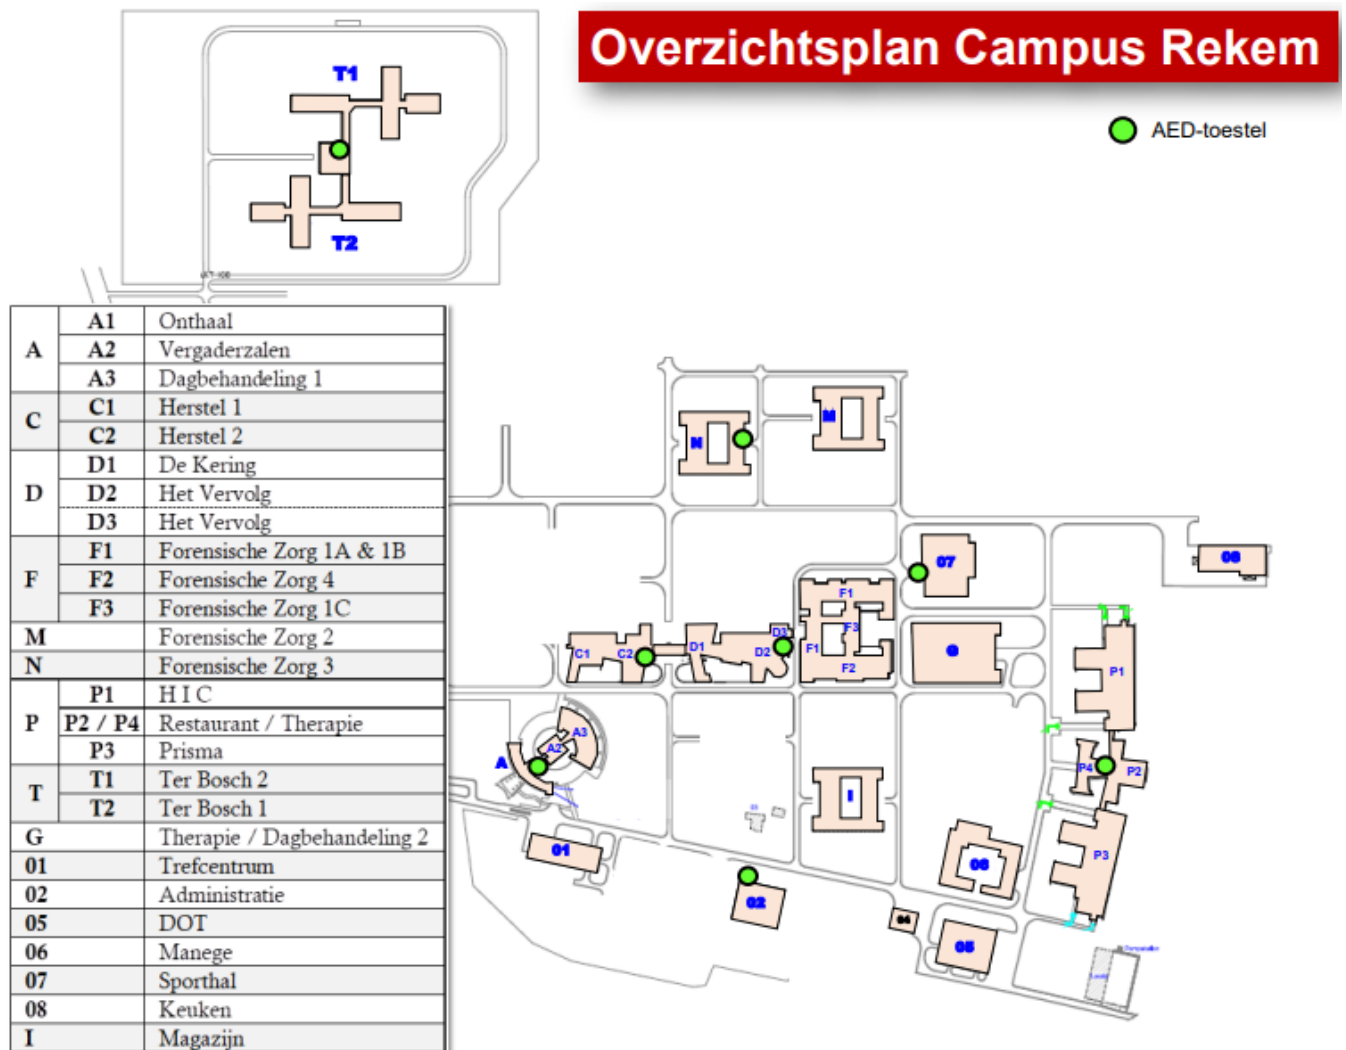 Overzichtsplan Campus Rekem
AED-toestel
T1
T2
A
A1 Onthaal
A2 Vergaderzalen
A3 Dagbehandeling 1
C
C1 Herstel 1
C2 Herstel 2
D
D1 De Kering
D2 Het Vervolg
D3 Het Vervolg
F
F1 Forensische Zorg 1A & 1B
F2 Forensische Zorg 4
F3 Forensische Zorg 1C
M Forensische Zorg 2
N Forensische Zorg 3
P
P1 H I C
P2 / P4 Restaurant / Therapie
P3 Prisma
T
T1 Ter Bosch 2
T2 Ter Bosch 1
G Therapie / Dagbehandeling 2
01 Trefcentrum
02 Administratie
05 DOT
06 Manege
07 Sporthal
08 Keuken
I Magazijn
M
N
07
08
F1
F3
F1
F2
D3
C1
C2
D1
D2
G
P1
A3
A2
A
P4
P2
I
01
06
P3
02
04
05